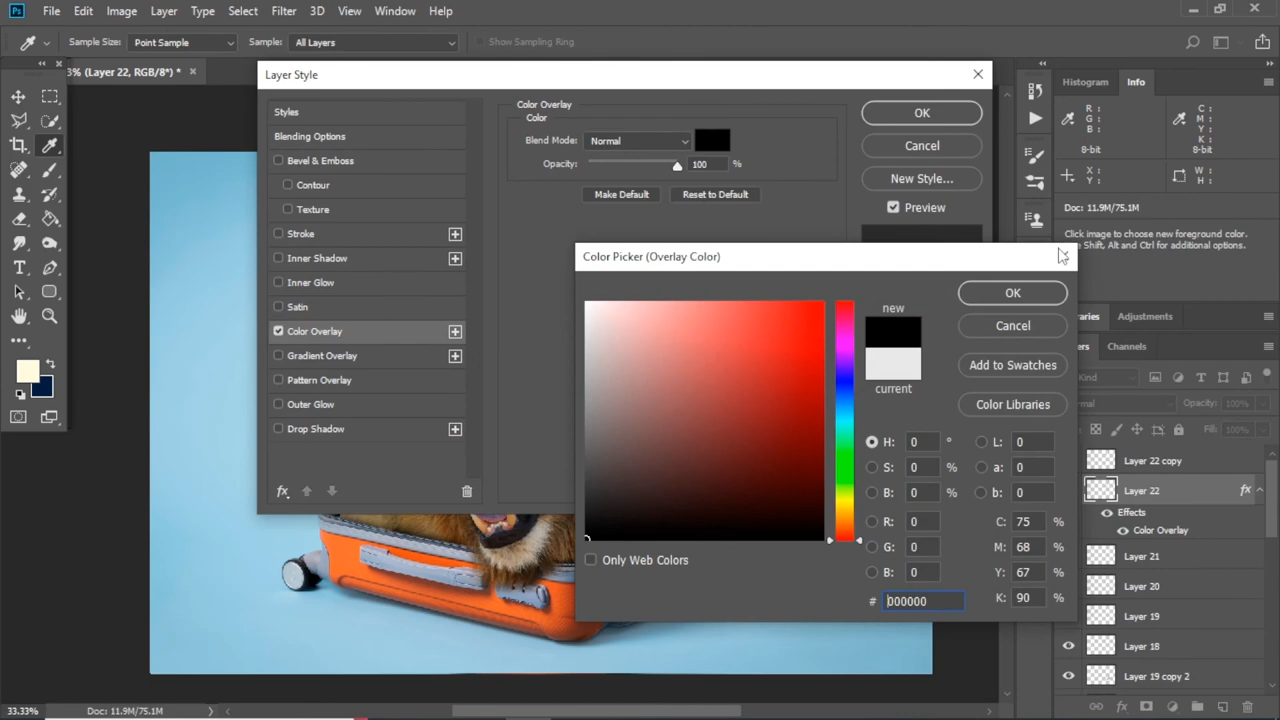 Ps File Edit Image Layer Type Select Filter 3D View Window Help
Sample Size: Point Sample Sample: All Layers Show Sampling Ring
3% (Layer 22, RGB/8*) * ×
Layer Style
Styles
Blending Options
Bevel & Emboss
Contour
Texture
Stroke
Inner Shadow
Inner Glow
Satin
Color Overlay
Gradient Overlay
Pattern Overlay
Outer Glow
Drop Shadow
fx
Color Overlay
Color
Blend Mode: Normal
Opacity: 100 %
Make Default Reset to Default
OK
Cancel
New Style...
Preview
Color Picker (Overlay Color)
new
current
OK
Cancel
Add to Swatches
Color Libraries
H: 0 ° L: 0
S: 0 % a: 0
B: 0 % b: 0
R: 0 C: 75 %
G: 0 M: 68 %
B: 0 Y: 67 %
# 000000 K: 90 %
Only Web Colors
Histogram Info
R : C :
G : M :
B : Y :
K :
8-bit 8-bit
X : W :
Y : H :
Doc: 11.9M/75.1M
Click image to choose new foreground color.
Shift, Alt and Ctrl for additional options.
raries Adjustments
ers Channels
Kind
mal Opacity: 100%
Fill: 100%
Layer 22 copy
Layer 22 fx
Effects
Color Overlay
Layer 21
Layer 20
Layer 19
Layer 18
Layer 19 copy 2
fx
33.33% Doc: 11.9M/75.1M